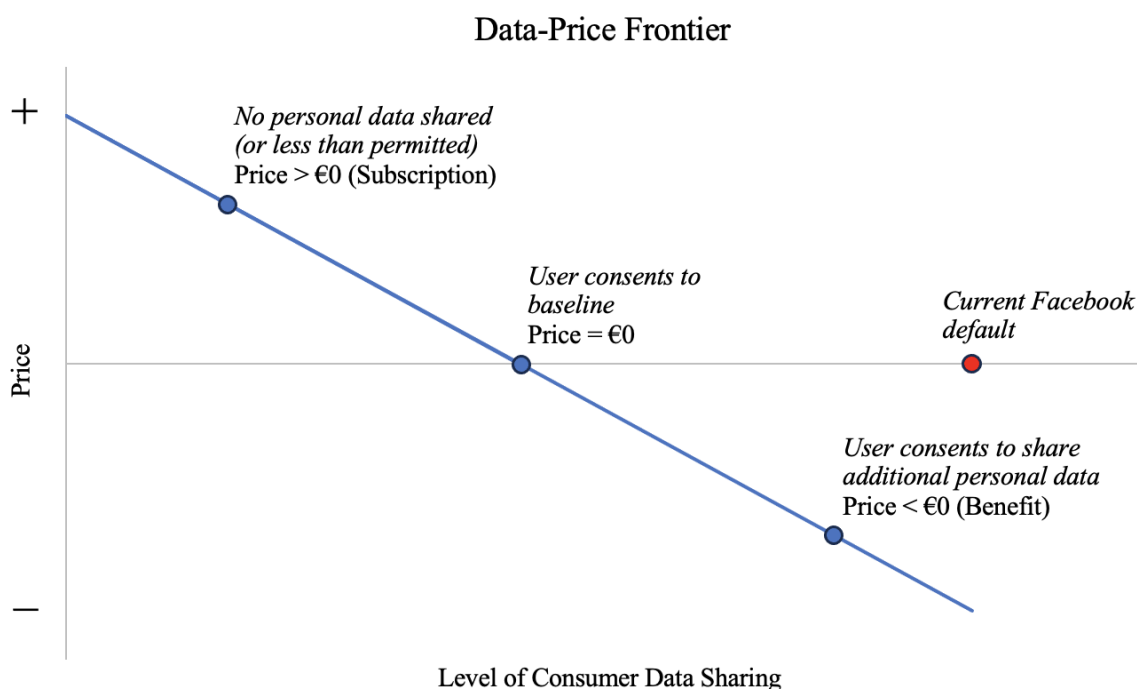 Data-Price Frontier
+
No personal data shared
(or less than permitted)
Price > €0 (Subscription)
User consents to
baseline
Price = €0
Current Facebook
default
Price
User consents to share
additional personal data
Price < €0 (Benefit)
−
Level of Consumer Data Sharing